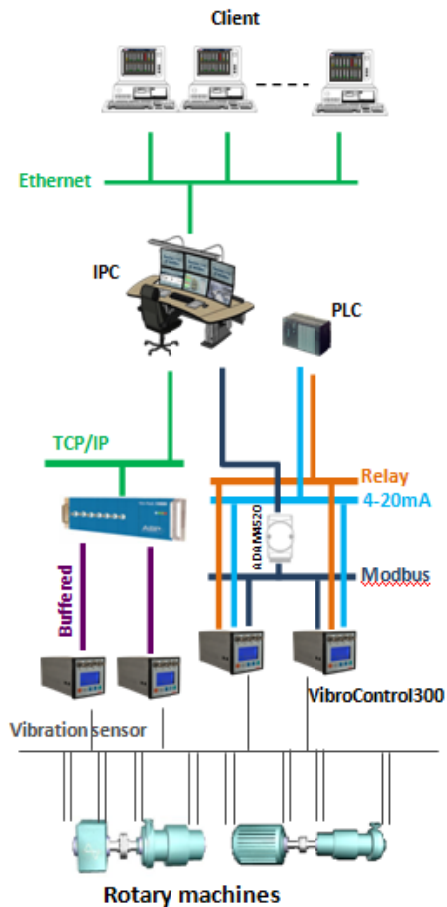 Client
Ethernet
IPC
PLC
TCP/IP
Relay
4-20mA
ADAM4520
Modbus
Buffered
VibroControl300
Vibration sensor
Rotary machines